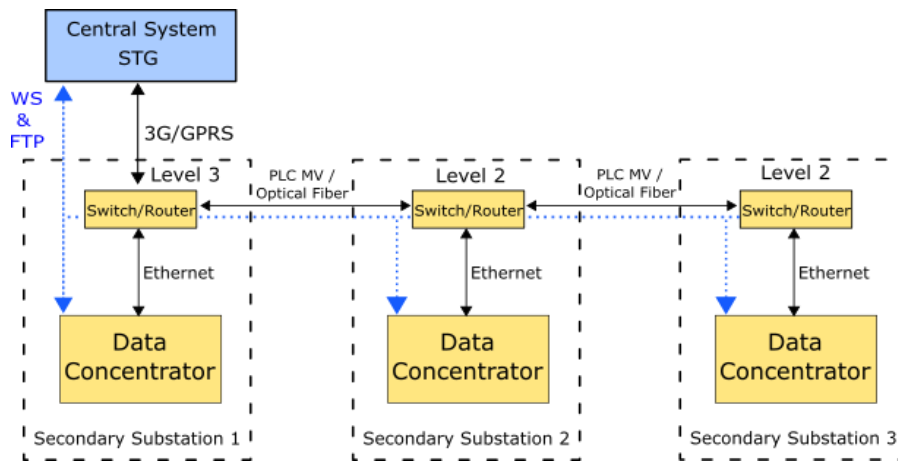 Central System
STG
WS
&
FTP
3G/GPRS
Level 3
PLC MV /
Optical Fiber
Level 2
PLC MV /
Optical Fiber
Level 2
Switch/Router
Switch/Router
Switch/Router
Ethernet
Ethernet
Ethernet
Data
Concentrator
Data
Concentrator
Data
Concentrator
Secondary Substation 1
Secondary Substation 2
Secondary Substation 3